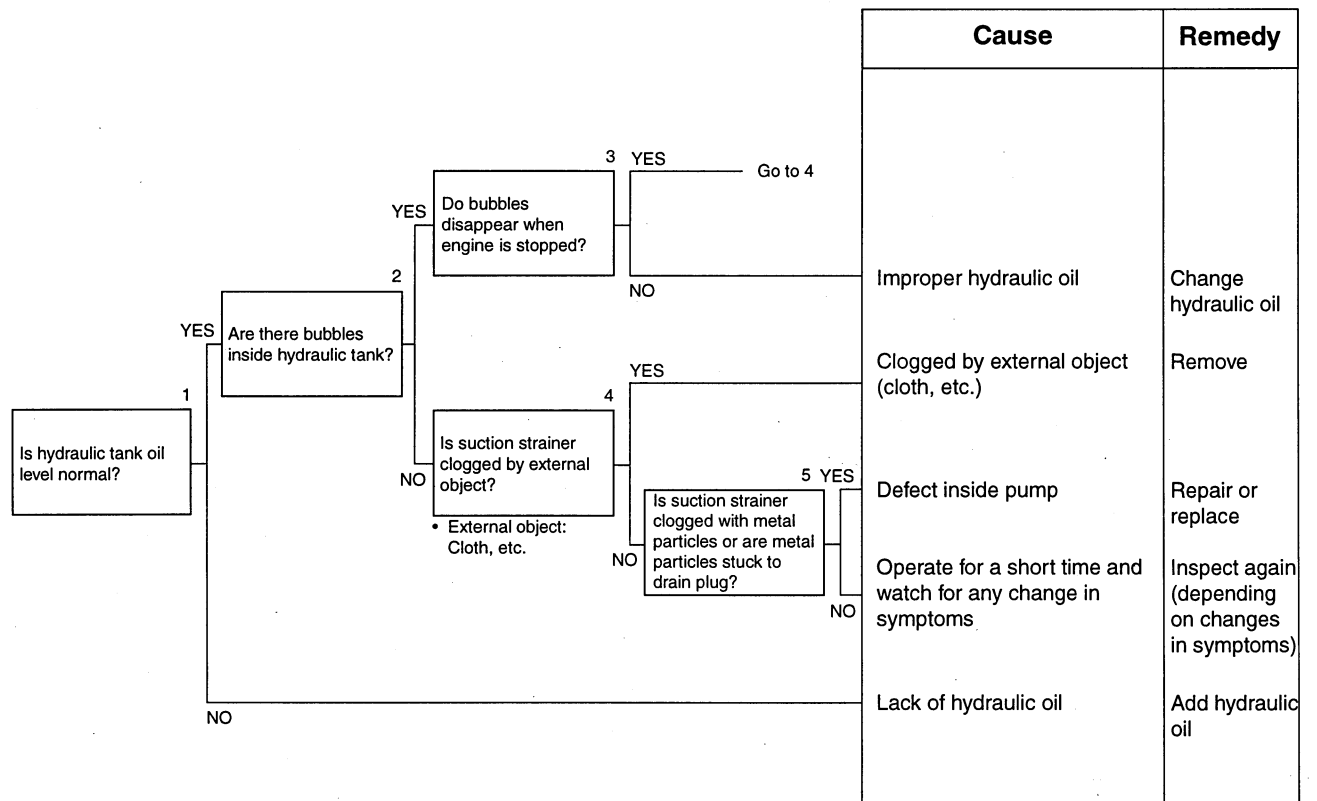 Cause
Remedy
3 YES
Go to 4
Do bubbles
disappear when
engine is stopped?
YES
NO
Improper hydraulic oil
Change
hydraulic oil
2
Are there bubbles
inside hydraulic tank?
YES
YES
Clogged by external object
(cloth, etc.)
Remove
1
Is hydraulic tank oil
level normal?
4
Is suction strainer
clogged by external
object?
NO
• External object:
Cloth, etc.
5 YES
Is suction strainer
clogged with metal
particles or are metal
particles stuck to
drain plug?
NO
Defect inside pump
Repair or
replace
NO
Operate for a short time and
watch for any change in
symptoms
Inspect again
(depending
on changes
in symptoms)
NO
Lack of hydraulic oil
Add hydraulic
oil